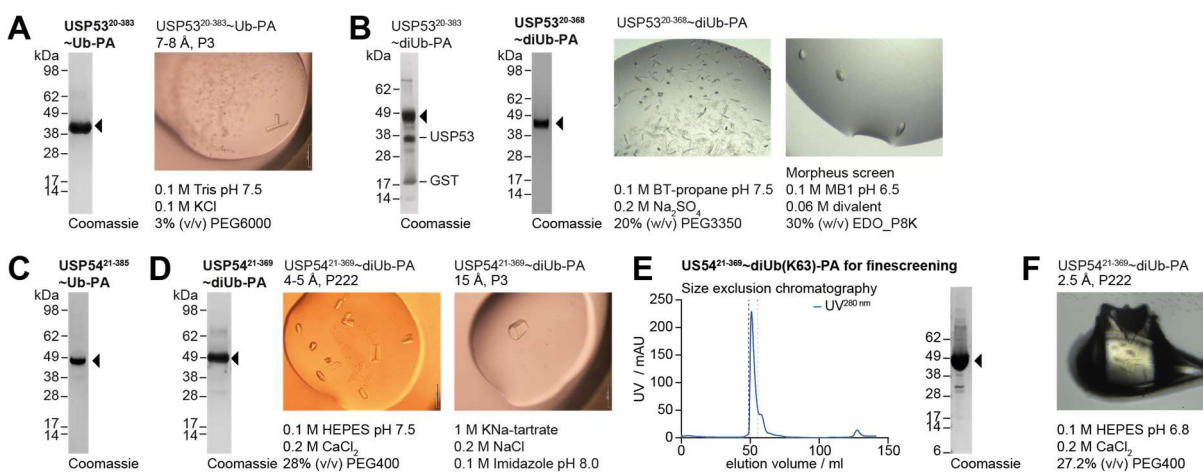 A
USP53²⁰⁻³⁸³
~Ub-PA
kDa
98
62
49
38
28
17
14
Coomassie
USP53²⁰⁻³⁸³~Ub-PA
7-8 Å, P3
0.1 M Tris pH 7.5
0.1 M KCl
3% (v/v) PEG6000
B
USP53²⁰⁻³⁸³
~diUb-PA
kDa
98
62
49
38
28
17
14
USP53
GST
Coomassie
USP53²⁰⁻³⁶⁸
~diUb-PA
kDa
98
62
49
38
28
17
14
Coomassie
USP53²⁰⁻³⁶⁸~diUb-PA
0.1 M BT-propane pH 7.5
0.2 M Na₂SO₄
20% (w/v) PEG3350
Morpheus screen
0.1 M MB1 pH 6.5
0.06 M divalent
30% (w/v) EDO_P8K
C
USP54²¹⁻³⁸⁵
~Ub-PA
kDa
98
62
49
38
28
17
14
Coomassie
D
USP54²¹⁻³⁶⁹
~diUb-PA
kDa
98
62
49
38
28
17
14
Coomassie
USP54²¹⁻³⁶⁹~diUb-PA
4-5 Å, P222
0.1 M HEPES pH 7.5
0.2 M CaCl₂
28% (v/v) PEG400
USP54²¹⁻³⁶⁹~diUb-PA
15 Å, P3
1 M KNa-tartrate
0.2 M NaCl
0.1 M Imidazole pH 8.0
E
US54²¹⁻³⁶⁹~diUb(K63)-PA for finescreening
Size exclusion chromatography
UV²⁸⁰ ⁿᵐ
UV / mAU
250
200
150
100
50
0
0
50
100
150
elution volume / ml
62
49
38
28
17
14
6
Coomassie
F
USP54²¹⁻³⁶⁹~diUb-PA
2.5 Å, P222
0.1 M HEPES pH 6.8
0.2 M CaCl₂
27.2% (v/v) PEG400